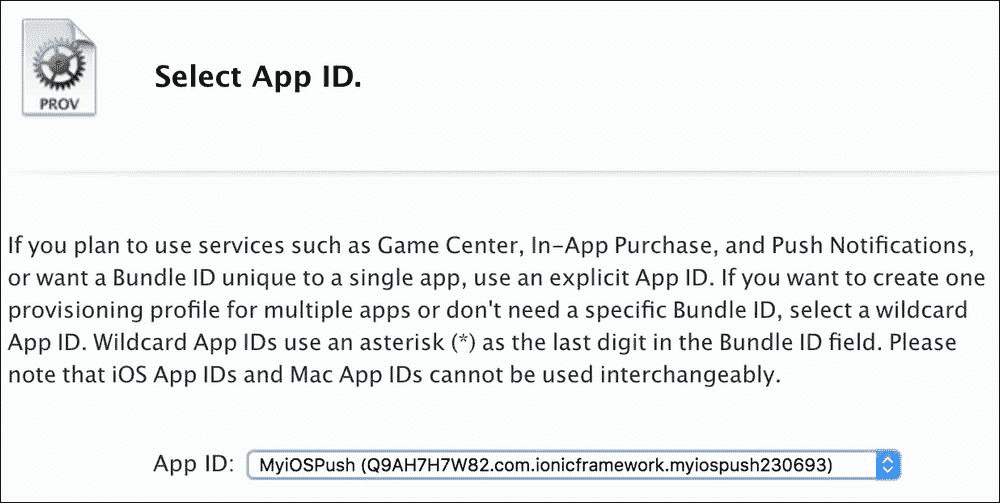 PROV
Select App ID.
If you plan to use services such as Game Center, In-App Purchase, and Push Notifications,
or want a Bundle ID unique to a single app, use an explicit App ID. If you want to create one
provisioning profile for multiple apps or don't need a specific Bundle ID, select a wildcard
App ID. Wildcard App IDs use an asterisk (*) as the last digit in the Bundle ID field. Please
note that iOS App IDs and Mac App IDs cannot be used interchangeably.
App ID: MyiOSPush (Q9AH7H7W82.com.ionicframework.myiospush230693)